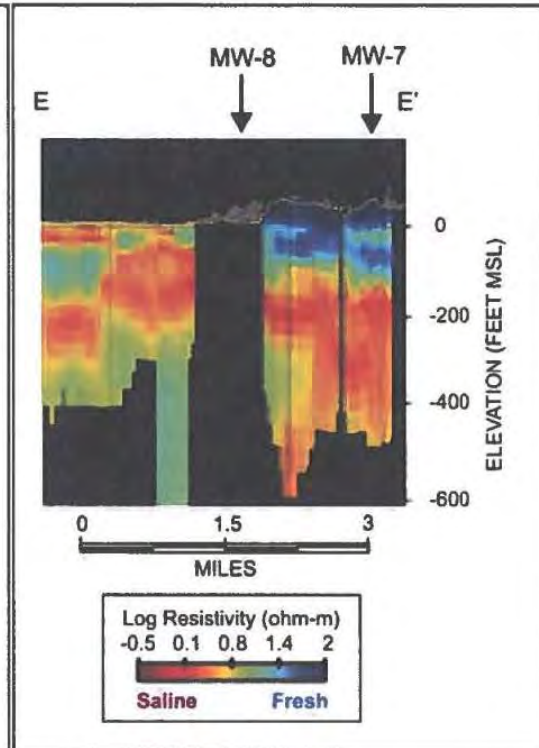 MW-8 MW-7
E E'
0
-200
-400
-600
ELEVATION (FEET MSL)
0 1.5 3
MILES
Log Resistivity (ohm-m)
-0.5 0.1 0.8 1.4 2
Saline Fresh